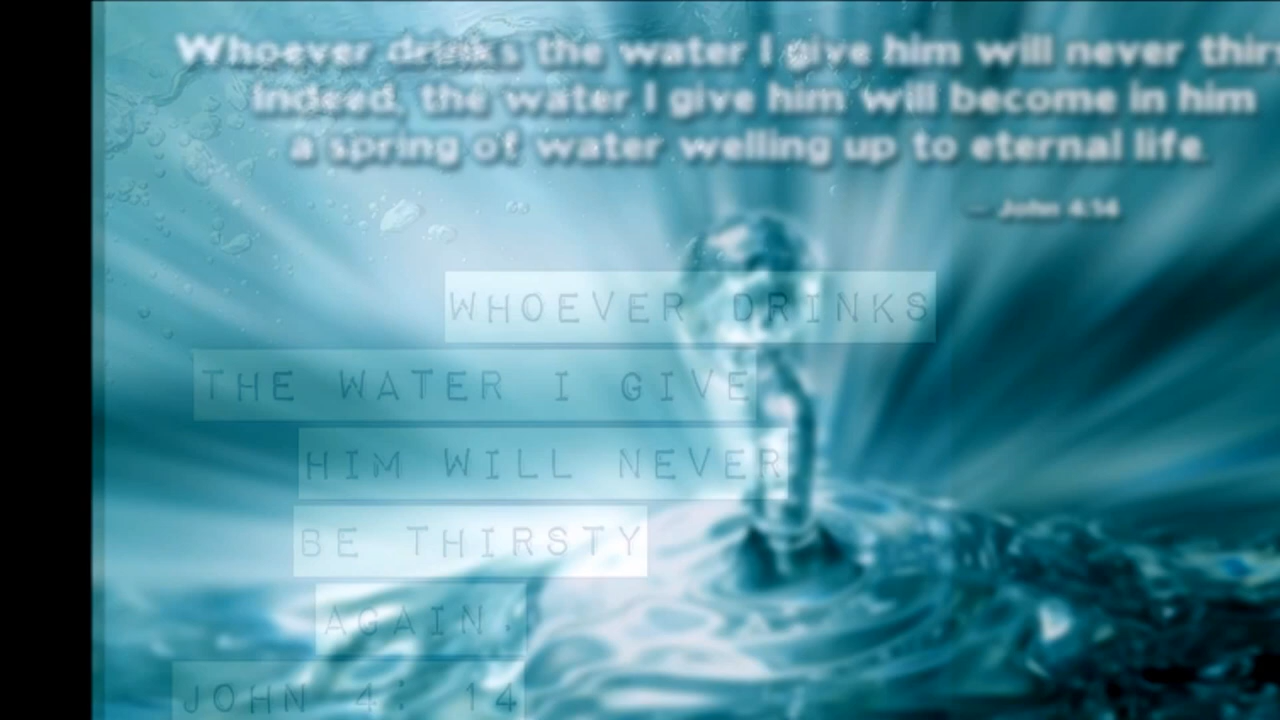 Whoever drinks the water I give him will never thirs
Indeed, the water I give him will become in him
a spring of water welling up to eternal life.
— John 4:14
WHOEVER DRINKS
THE WATER I GIVE
HIM WILL NEVER
BE THIRSTY
AGAIN.
JOHN 4: 14